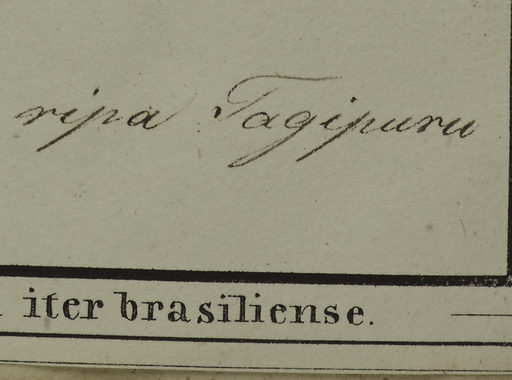 ripa Tagipuru
iter brasiliense.